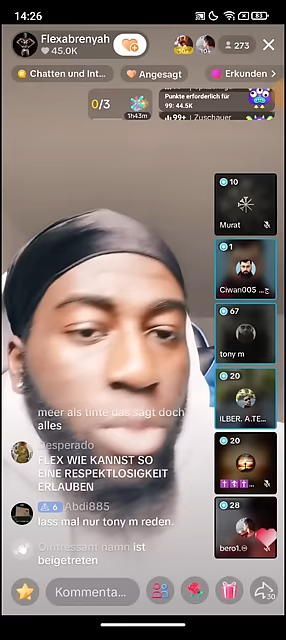 14:26
83
Flexabrenyah
45.0K
273
Chatten und Int...
Angesagt
Erkunden >
0/3
1h43m
Punkte erforderlich für
99: 44.5K
99+ | Zuschauer
10
Murat
1
Ciwan005
67
tony m
20
ILBER. A.TE...
20
28
bero1.
meer als tinte das sagt doch
alles
Desperado
FLEX WIE KANNST SO
EINE RESPEKTLOSIGKEIT
ERLAUBEN
6 Abdi885
lass mal nur tony m reden.
Ointressant namn ist
beigetreten
Kommenta...
30